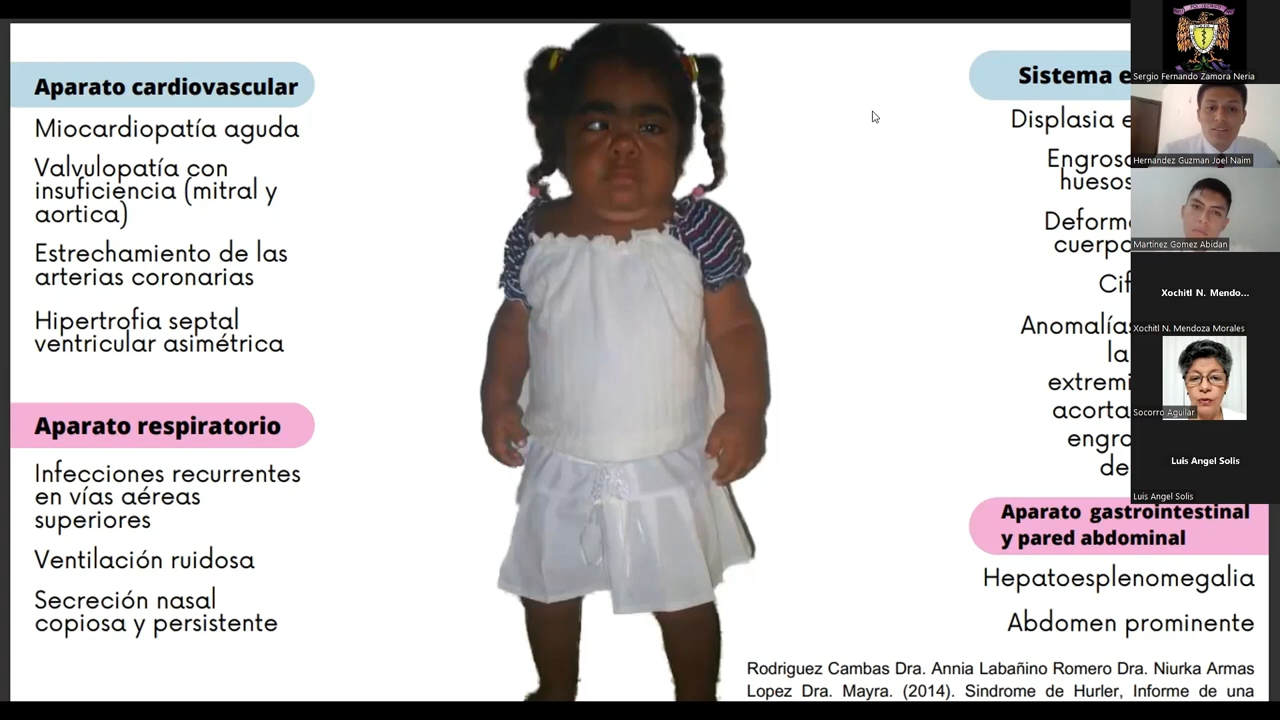 Aparato cardiovascular
Miocardiopatía aguda
Valvulopatía con
insuficiencia (mitral y
aortica)
Estrechamiento de las
arterias coronarias
Hipertrofia septal
ventricular asimétrica
Aparato respiratorio
Infecciones recurrentes
en vías aéreas
superiores
Ventilación ruidosa
Secreción nasal
copiosa y persistente
Sistema e
Displasia e
Engrosa
huesos
Deform
cuerpo
Cif
Anomalías
la
extremi
acorta
engro
de
Aparato gastrointestinal
y pared abdominal
Hepatoesplenomegalia
Abdomen prominente
Rodriguez Cambas Dra. Annia Labañino Romero Dra. Niurka Armas
Lopez Dra. Mayra. (2014). Sindrome de Hurler, Informe de una
Sergio Fernando Zamora Neria
Hernandez Guzman Joel Naim
Martinez Gomez Abidan
Xochitl N. Mendo...
Xochitl N. Mendoza Morales
Socorro Aguilar
Luis Angel Solis
Luis Angel Solis